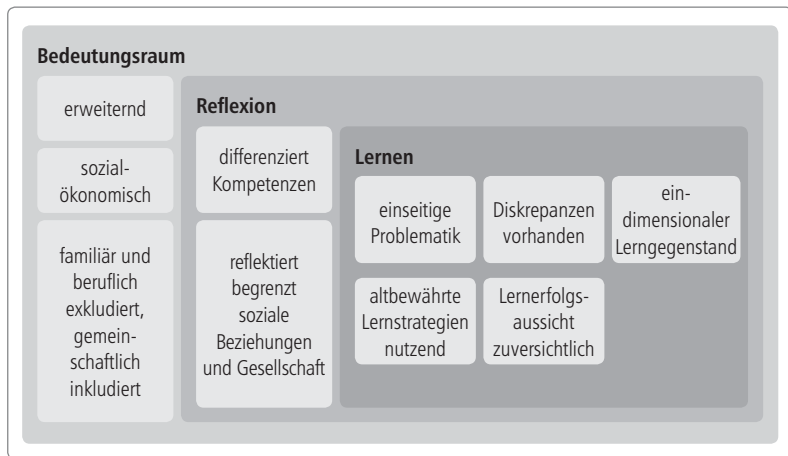 Bedeutungsraum
erweiternd
sozial-
ökonomisch
familiär und
beruflich
exkludiert,
gemein-
schaftlich
inkludiert
Reflexion
differenziert
Kompetenzen
reflektiert
begrenzt
soziale
Beziehungen
und Gesellschaft
Lernen
einseitige
Problematik
Diskrepanzen
vorhanden
ein-
dimensionaler
Lerngegenstand
altbewährte
Lernstrategien
nutzend
Lernerfolgs-
aussicht
zuversichtlich